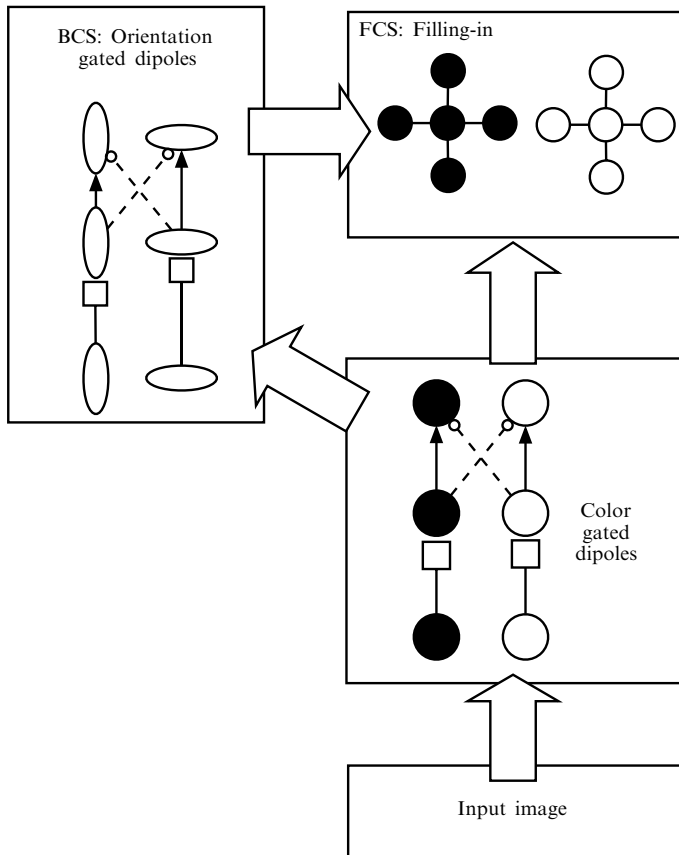 BCS: Orientation
gated dipoles
FCS: Filling-in
Color
gated
dipoles
Input image